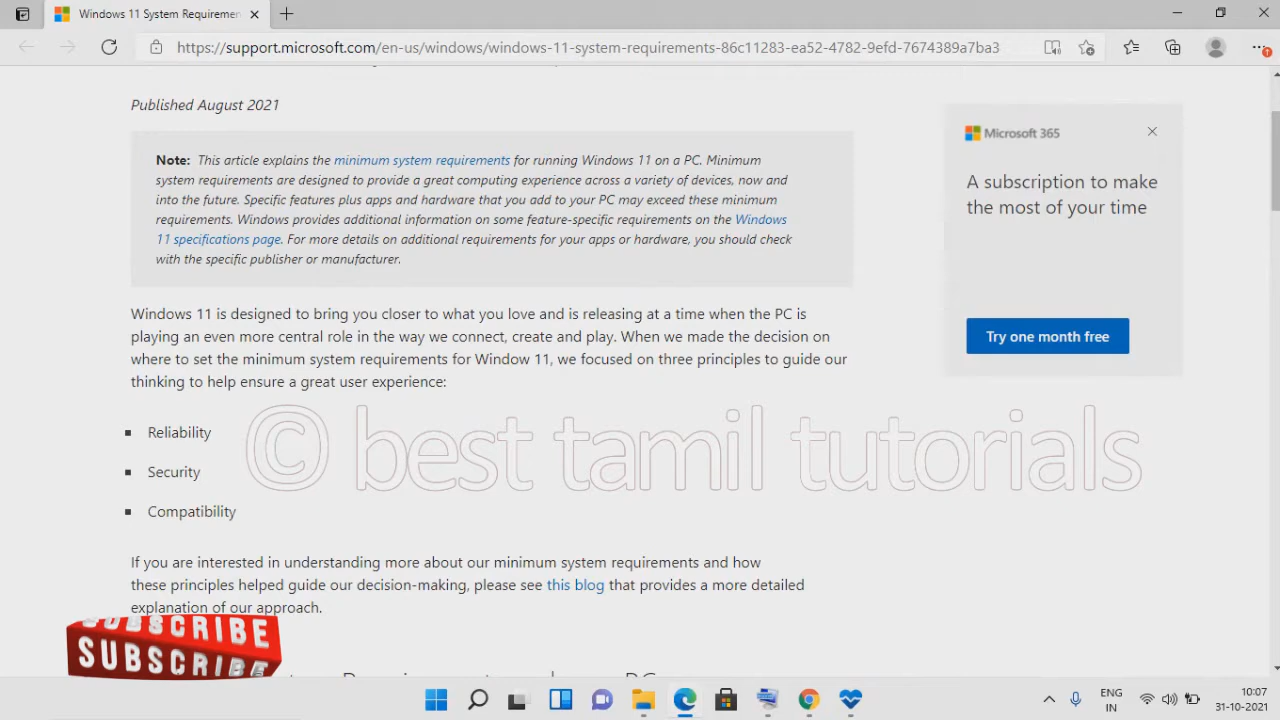 Windows 11 System Requiremen
https://support.microsoft.com/en-us/windows/windows-11-system-requirements-86c11283-ea52-4782-9efd-7674389a7ba3
Published August 2021
Note: This article explains the minimum system requirements for running Windows 11 on a PC. Minimum
system requirements are designed to provide a great computing experience across a variety of devices, now and
into the future. Specific features plus apps and hardware that you add to your PC may exceed these minimum
requirements. Windows provides additional information on some feature-specific requirements on the Windows
11 specifications page. For more details on additional requirements for your apps or hardware, you should check
with the specific publisher or manufacturer.
Microsoft 365
A subscription to make
the most of your time
Try one month free
Windows 11 is designed to bring you closer to what you love and is releasing at a time when the PC is
playing an even more central role in the way we connect, create and play. When we made the decision on
where to set the minimum system requirements for Window 11, we focused on three principles to guide our
thinking to help ensure a great user experience:
Reliability
Security
Compatibility
© best tamil tutorials
If you are interested in understanding more about our minimum system requirements and how
these principles helped guide our decision-making, please see this blog that provides a more detailed
explanation of our approach.
SUBSCRIBE
SUBSCRIBE
ENG
IN
10:07
31-10-2021